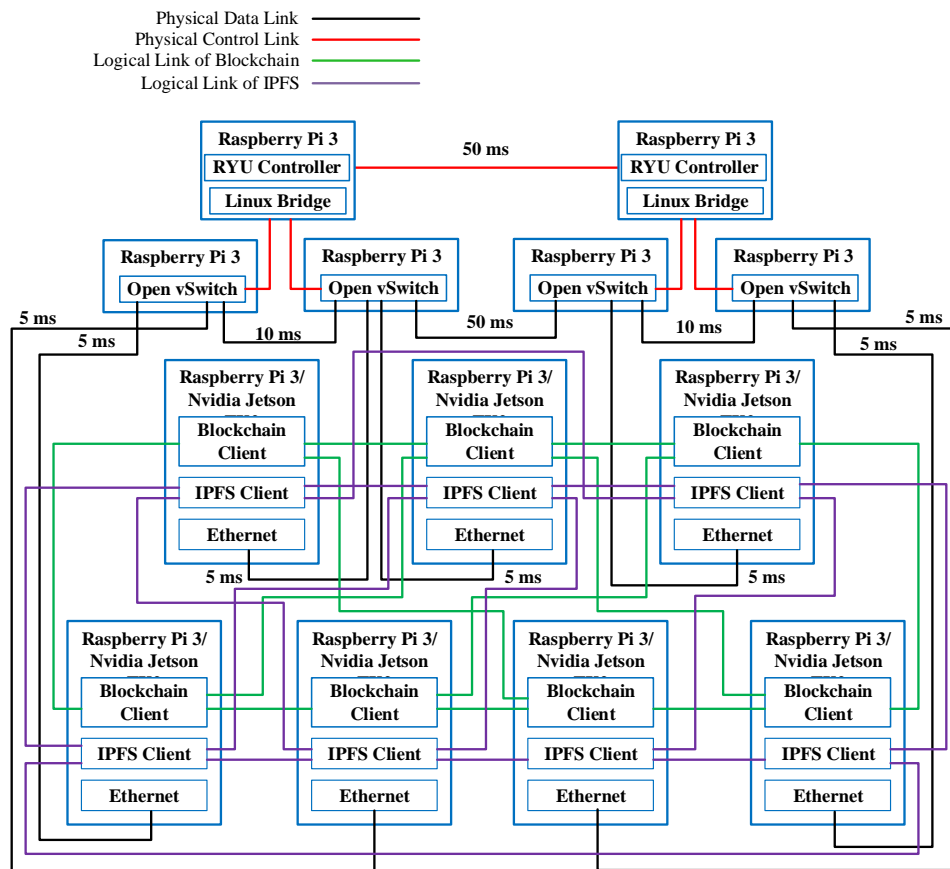 Physical Data Link
Physical Control Link
Logical Link of Blockchain
Logical Link of IPFS
Raspberry Pi 3
RYU Controller
Linux Bridge
50 ms
Raspberry Pi 3
RYU Controller
Linux Bridge
Raspberry Pi 3
Open vSwitch
Raspberry Pi 3
Open vSwitch
Raspberry Pi 3
Open vSwitch
Raspberry Pi 3
Open vSwitch
5 ms
5 ms
10 ms
50 ms
10 ms
5 ms
5 ms
Raspberry Pi 3/
Nvidia Jetson
Blockchain
Client
IPFS Client
Ethernet
Raspberry Pi 3/
Nvidia Jetson
Blockchain
Client
IPFS Client
Ethernet
Raspberry Pi 3/
Nvidia Jetson
Blockchain
Client
IPFS Client
Ethernet
5 ms
5 ms
5 ms
Raspberry Pi 3/
Nvidia Jetson
Blockchain
Client
IPFS Client
Ethernet
Raspberry Pi 3/
Nvidia Jetson
Blockchain
Client
IPFS Client
Ethernet
Raspberry Pi 3/
Nvidia Jetson
Blockchain
Client
IPFS Client
Ethernet
Raspberry Pi 3/
Nvidia Jetson
Blockchain
Client
IPFS Client
Ethernet